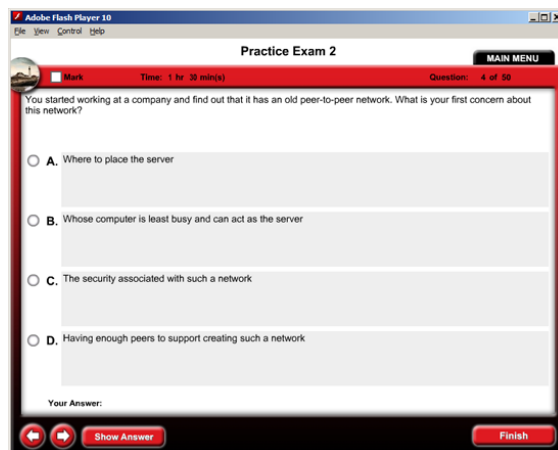 Adobe Flash Player 10
File View Control Help
Practice Exam 2
MAIN MENU
Mark Time: 1 hr 30 min(s) Question: 4 of 50
You started working at a company and find out that it has an old peer-to-peer network. What is your first concern about
this network?
A. Where to place the server
B. Whose computer is least busy and can act as the server
C. The security associated with such a network
D. Having enough peers to support creating such a network
Your Answer:
Show Answer Finish